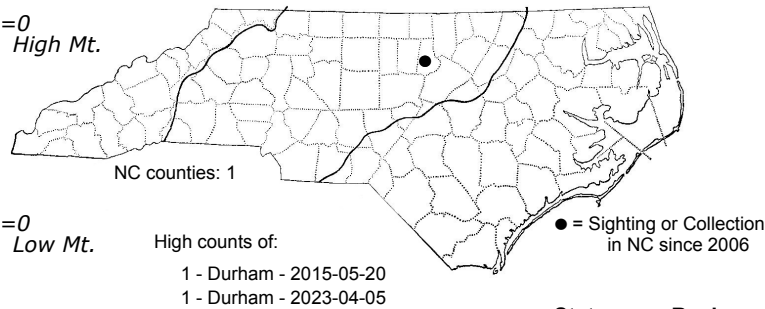 =0
High Mt.
NC counties: 1
=0
Low Mt.
High counts of:
1 - Durham - 2015-05-20
1 - Durham - 2023-04-05
● = Sighting or Collection
in NC since 2006